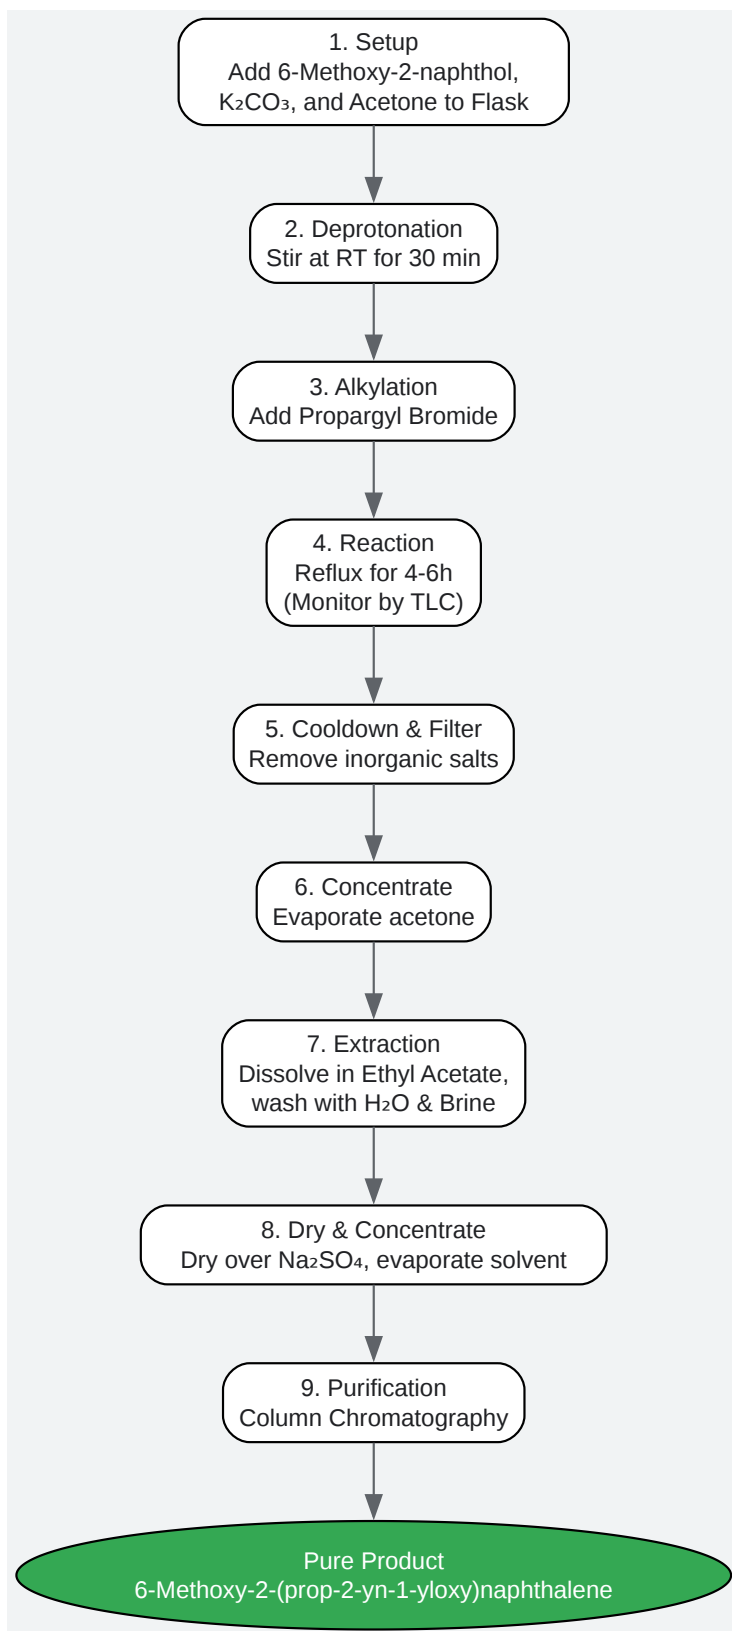 1. Setup
Add 6-Methoxy-2-naphthol,
K₂CO₃, and Acetone to Flask
2. Deprotonation
Stir at RT for 30 min
3. Alkylation
Add Propargyl Bromide
4. Reaction
Reflux for 4-6h
(Monitor by TLC)
5. Cooldown & Filter
Remove inorganic salts
6. Concentrate
Evaporate acetone
7. Extraction
Dissolve in Ethyl Acetate,
wash with H₂O & Brine
8. Dry & Concentrate
Dry over Na₂SO₄, evaporate solvent
9. Purification
Column Chromatography
Pure Product
6-Methoxy-2-(prop-2-yn-1-yloxy)naphthalene